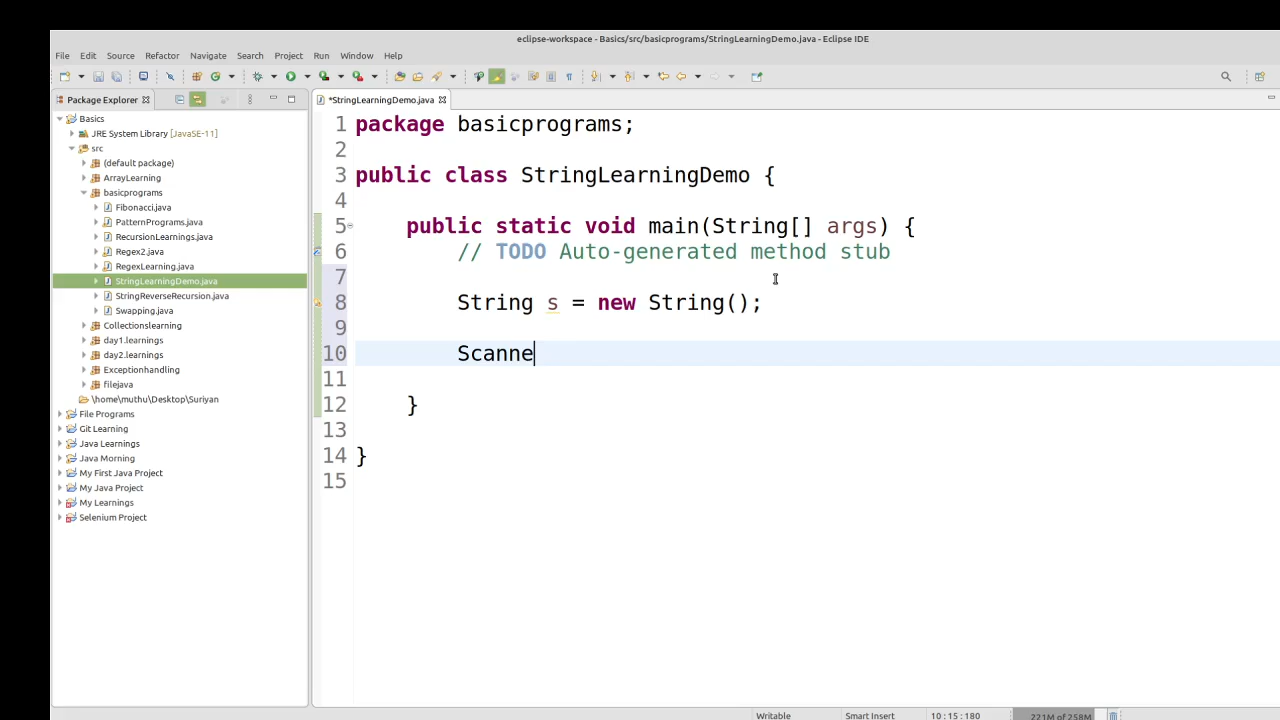 eclipse-workspace - Basics/src/basicprograms/StringLearningDemo.java - Eclipse IDE
File Edit Source Refactor Navigate Search Project Run Window Help
Package Explorer
*StringLearningDemo.java
Basics
JRE System Library [JavaSE-11]
src
(default package)
ArrayLearning
basicprograms
Fibonacci.java
PatternPrograms.java
RecursionLearnings.java
Regex2.java
RegexLearning.java
StringLearningDemo.java
StringReverseRecursion.java
Swapping.java
Collectionslearning
day1.learnings
day2.learnings
Exceptionhandling
filejava
\home\muthu\Desktop\Suriyan
File Programs
Git Learning
Java Learnings
Java Morning
My First Java Project
My Java Project
My Learnings
Selenium Project
1 package basicprograms;
2
3 public class StringLearningDemo {
4
5 public static void main(String[] args) {
6 // TODO Auto-generated method stub
7
8 String s = new String();
9
10 Scanne
11
12 }
13
14 }
15
Writable Smart Insert 10 : 15 : 180 221M of 258M